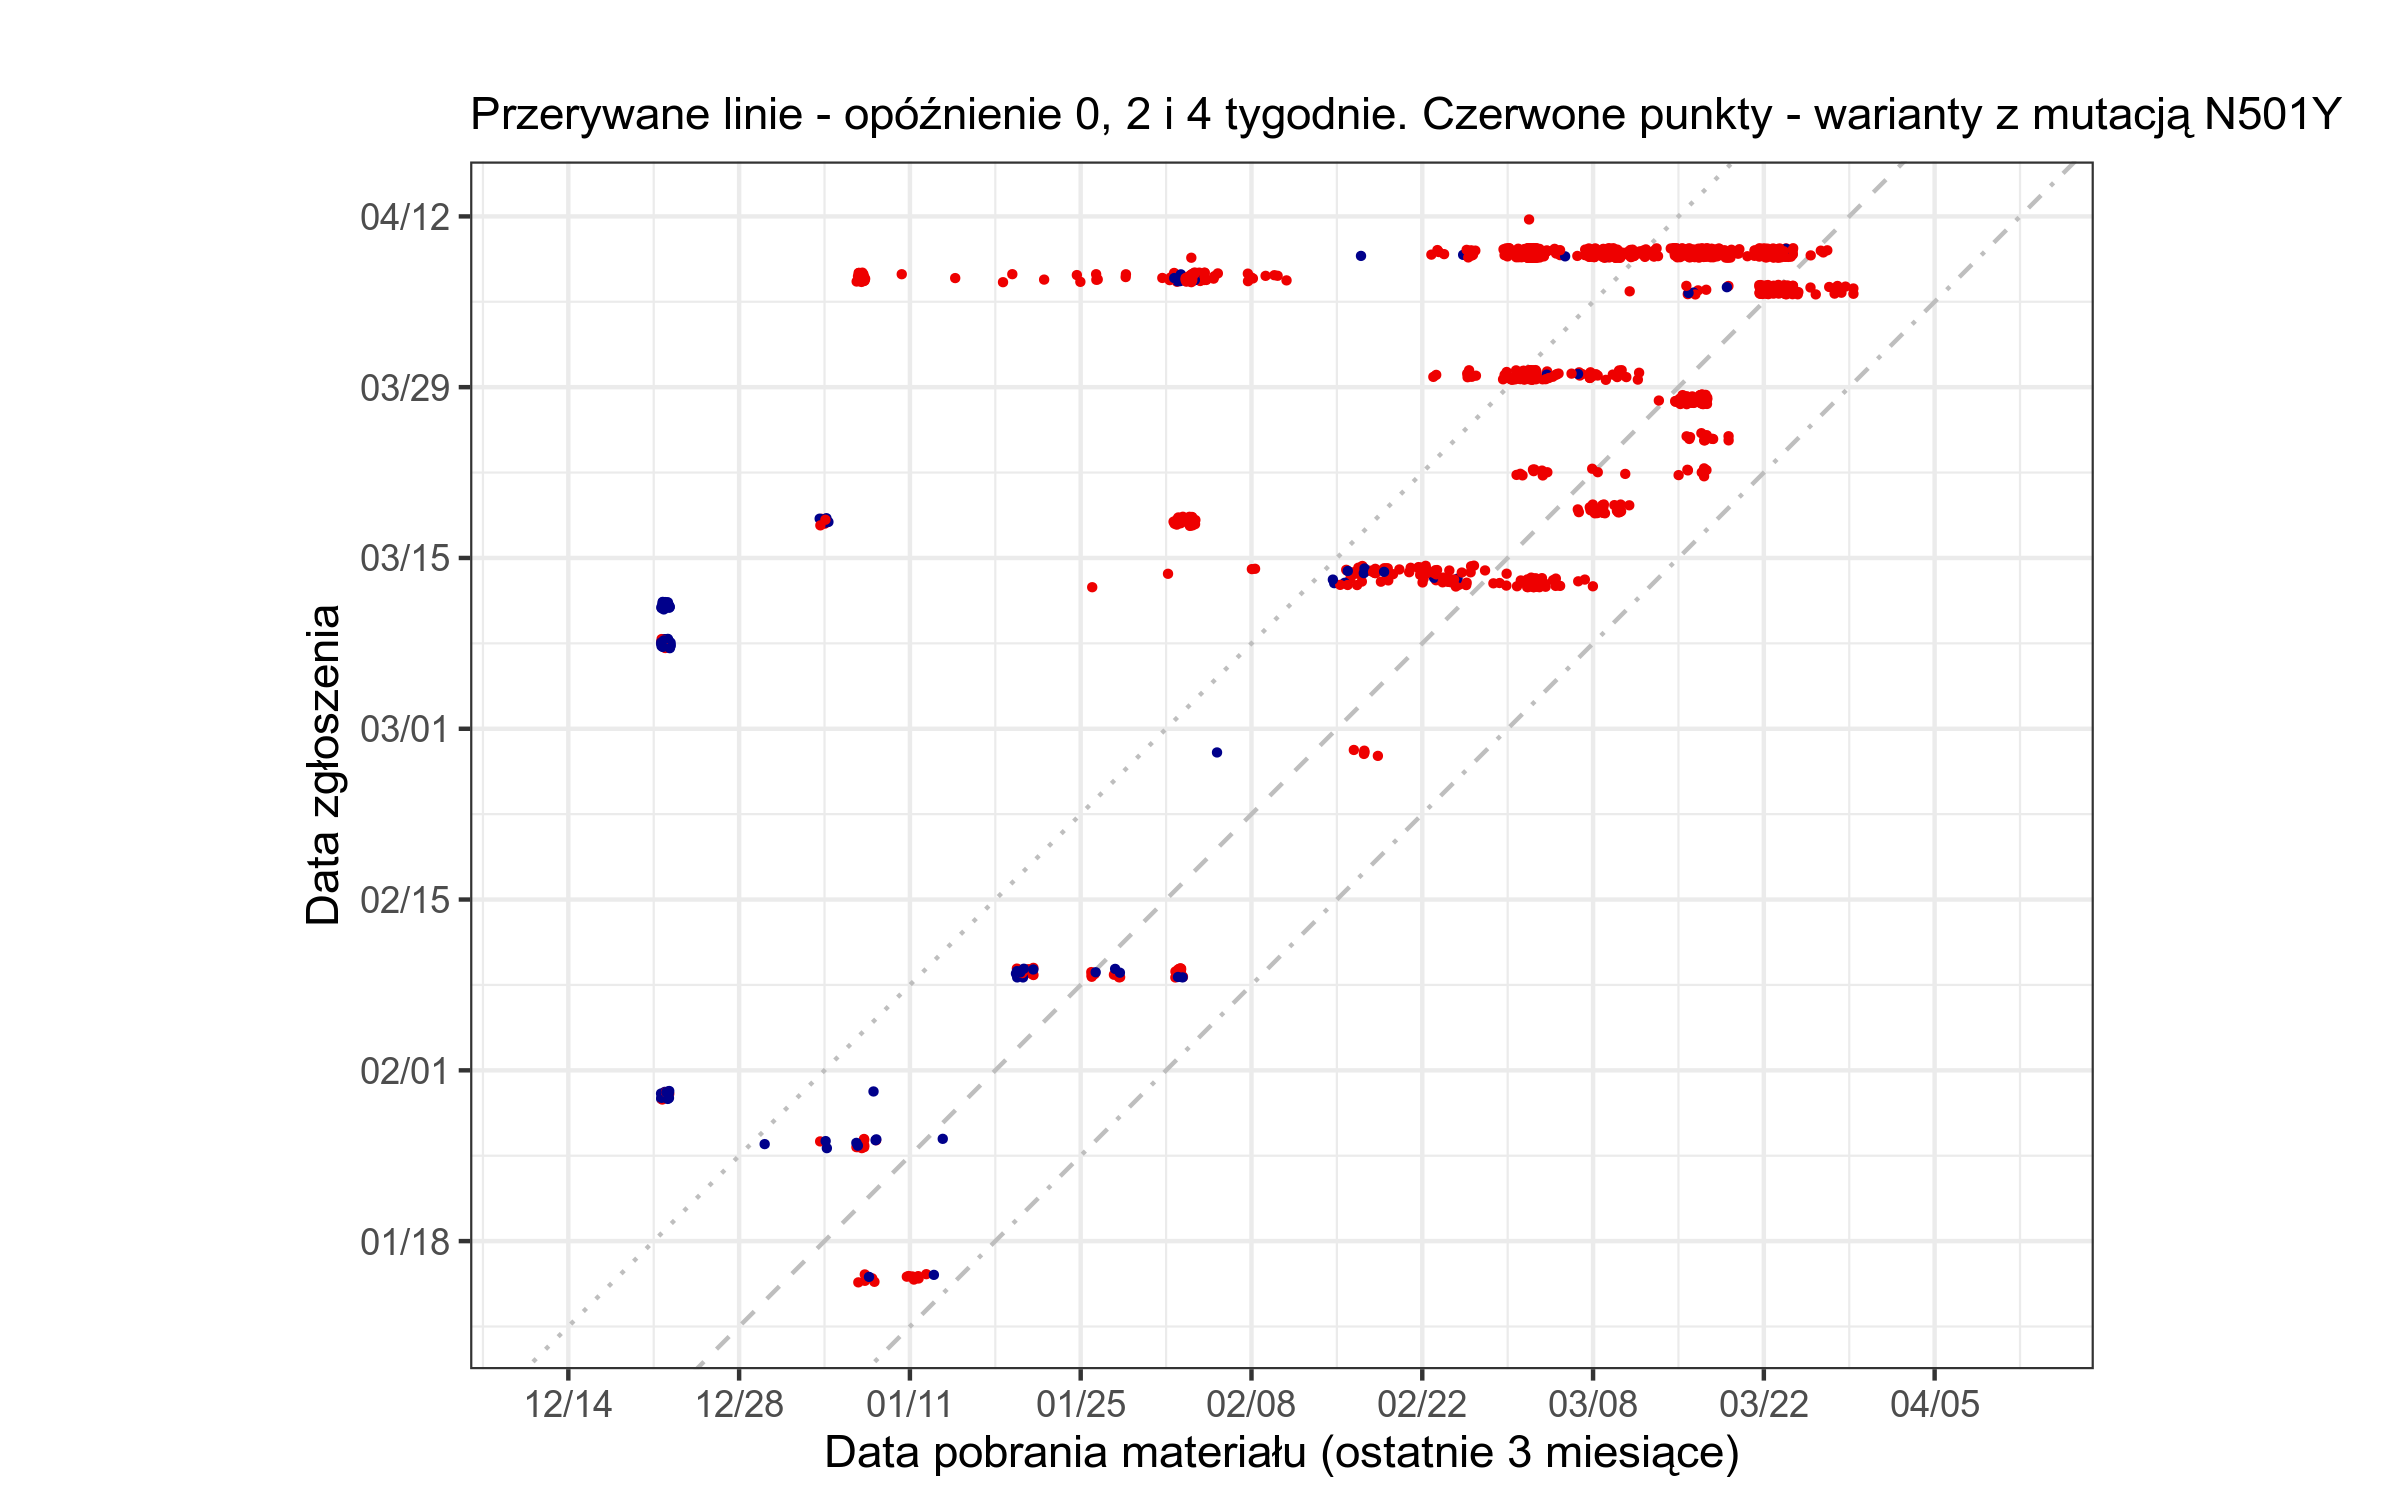 Przerywane linie - opóźnienie 0, 2 i 4 tygodnie. Czerwone punkty - warianty z mutacją N501Y
04/12
03/29
03/15
03/01
02/15
02/01
01/18
Data zgłoszenia
12/14 12/28 01/11 01/25 02/08 02/22 03/08 03/22 04/05
Data pobrania materiału (ostatnie 3 miesiące)